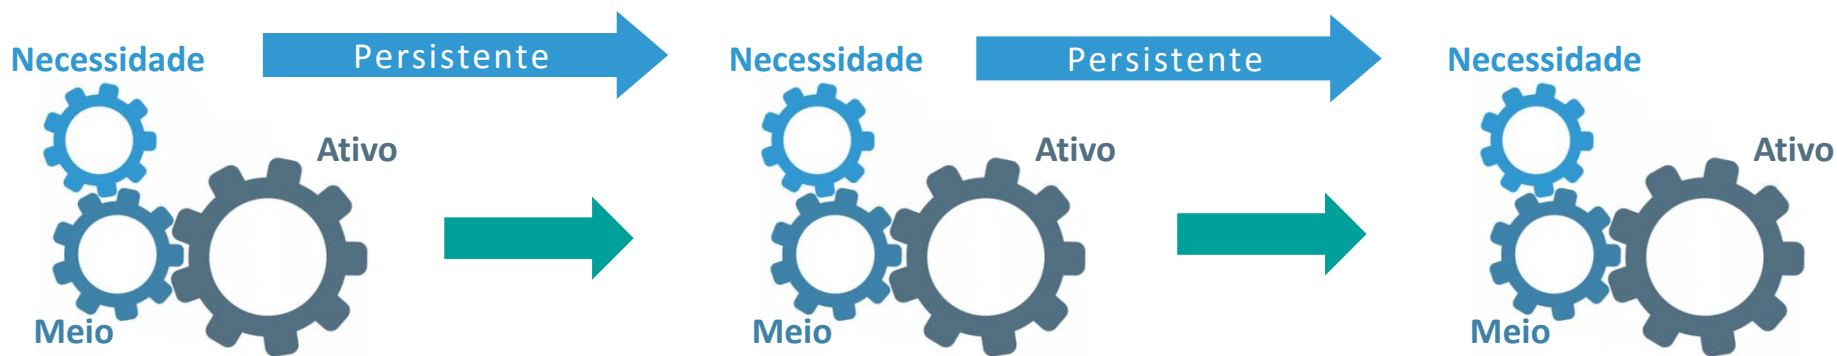 Necessidade
Persistente
Necessidade
Persistente
Necessidade
Ativo
Ativo
Ativo
Meio
Meio
Meio